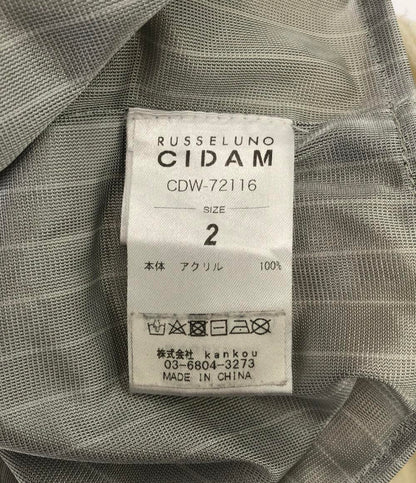 RUSSELUNO
CIDAM
CDW-72116
SIZE
2
本体 アクリル 100%
株式会社 kankou
03-6804-3273
MADE IN CHINA